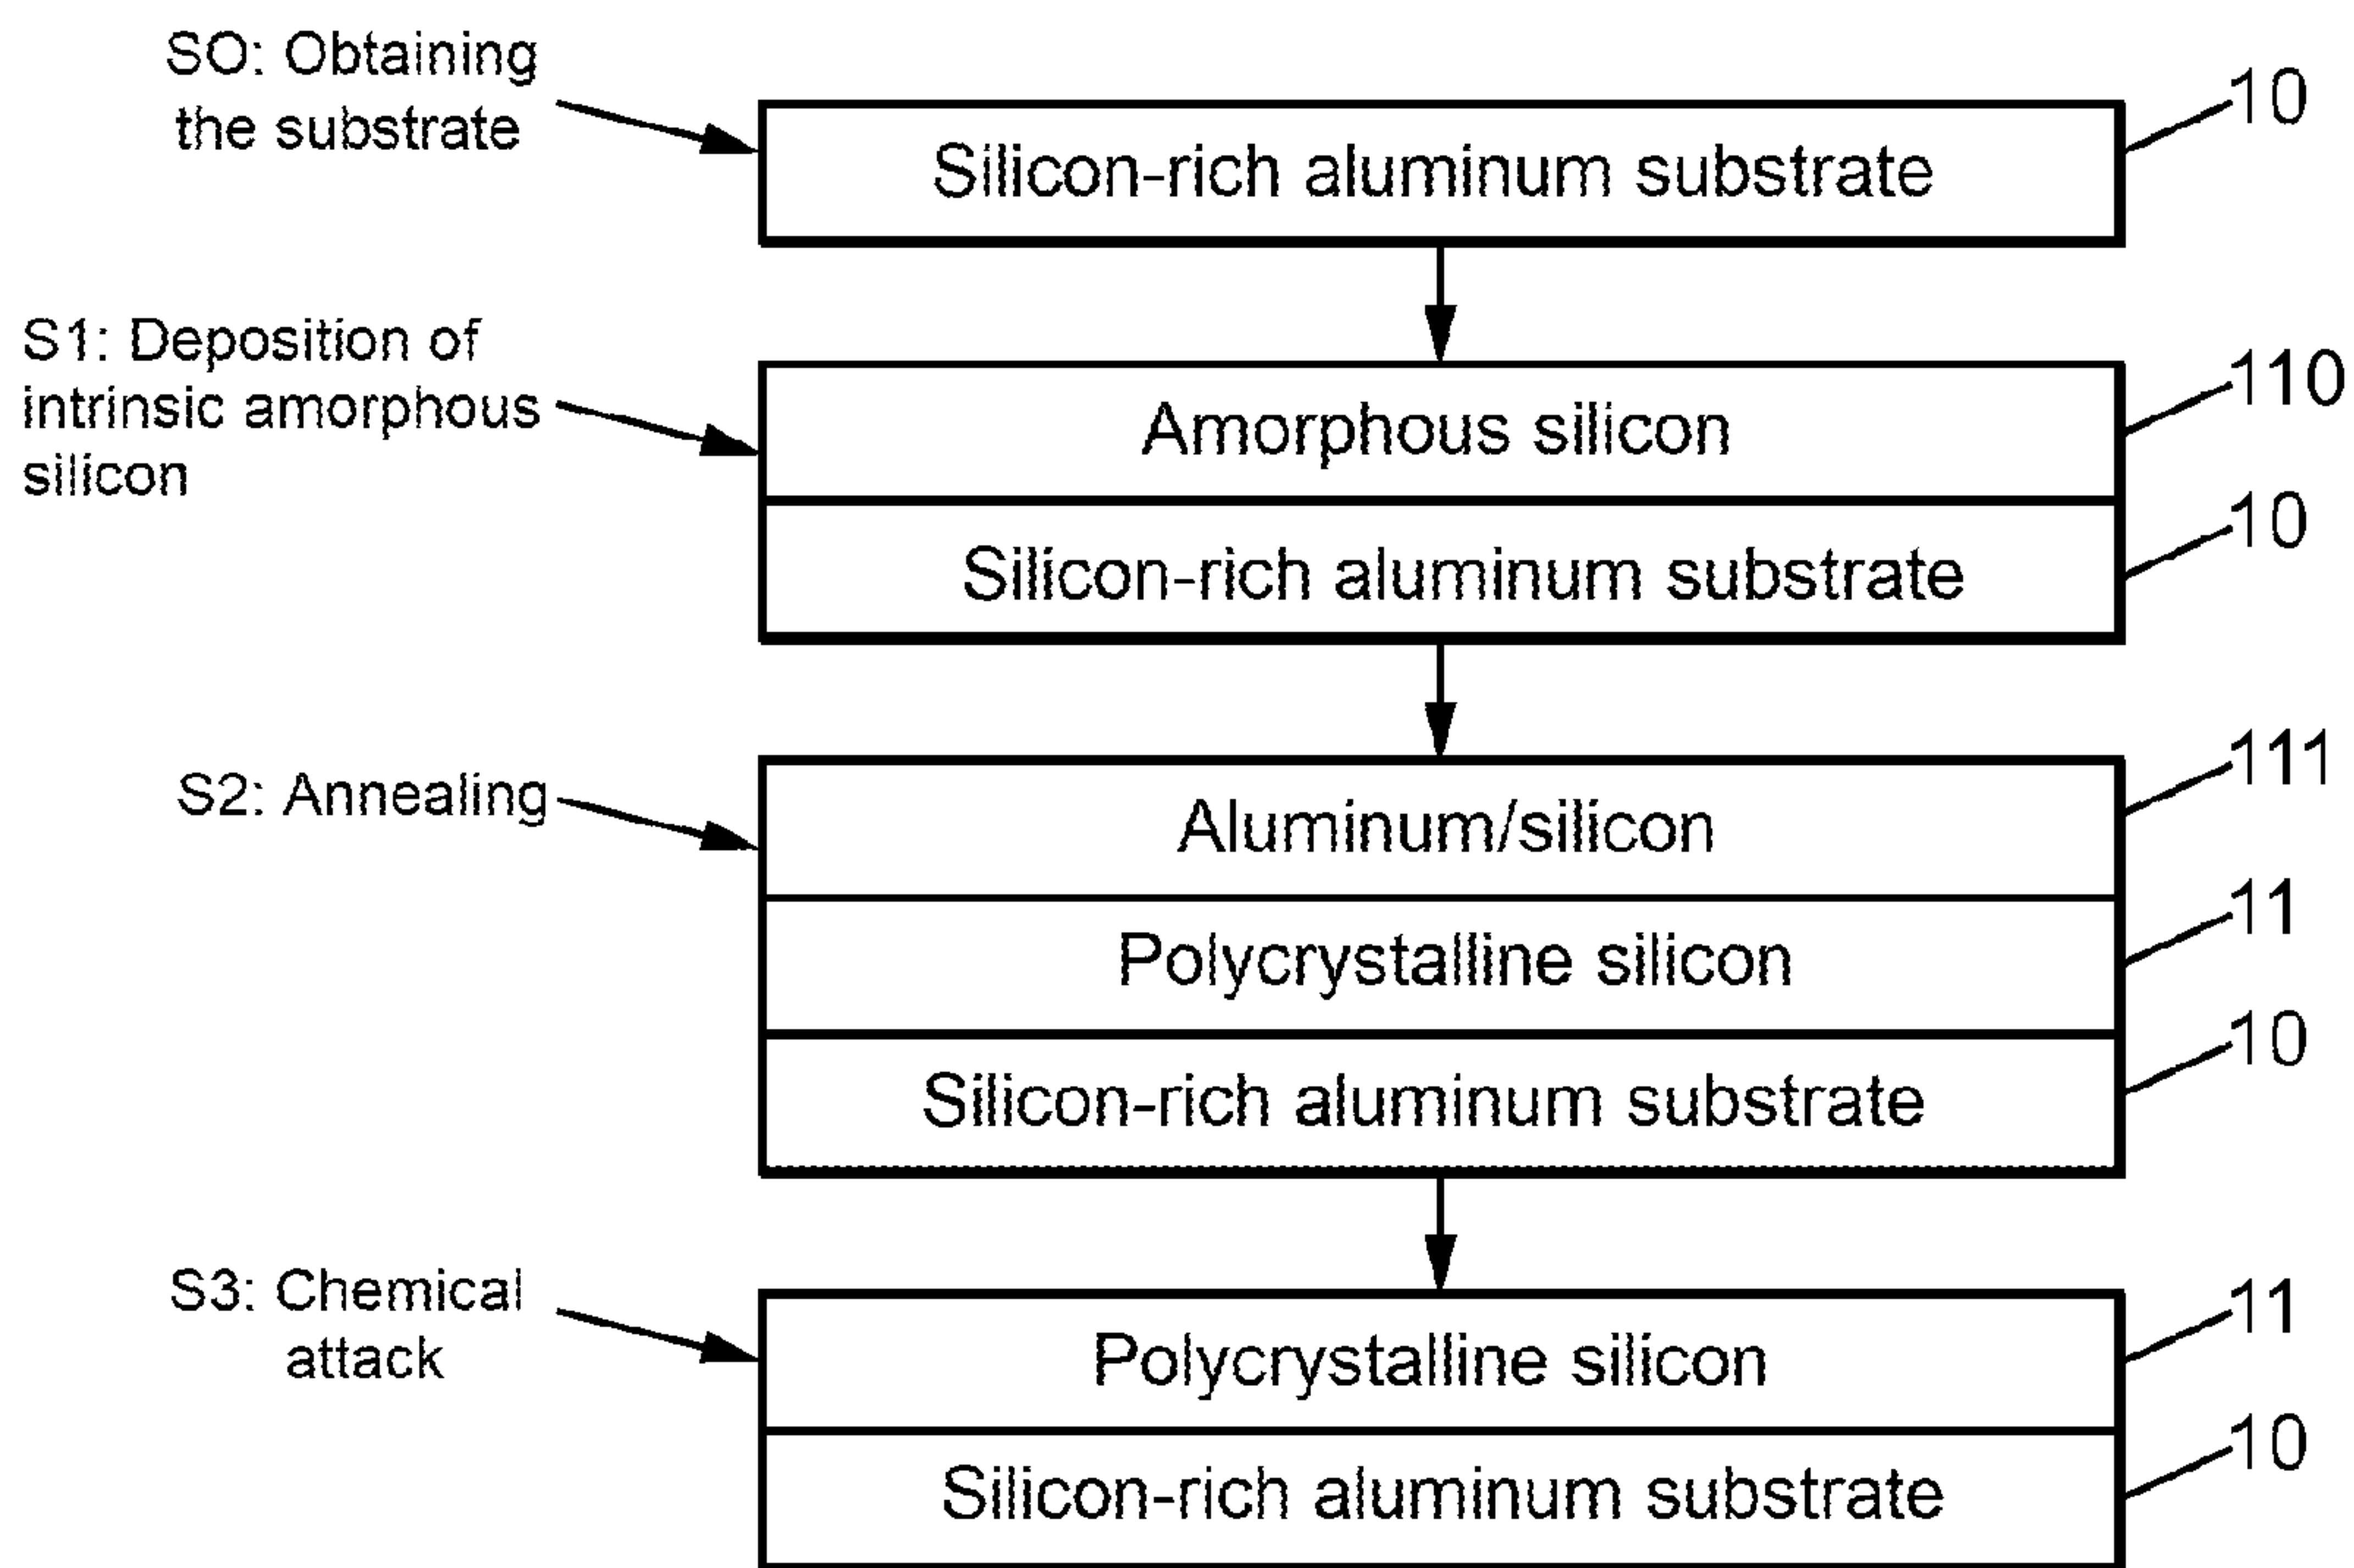 SO: Obtaining
the substrate
10
Silicon-rich aluminum substrate
S1: Deposition of
intrinsic amorphous
silicon
110
Amorphous silicon
10
Silicon-rich aluminum substrate
S2: Annealing
111
Aluminum/silicon
11
Polycrystalline silicon
10
Silicon-rich aluminum substrate
S3: Chemical
attack
11
Polycrystalline silicon
10
Silicon-rich aluminum substrate